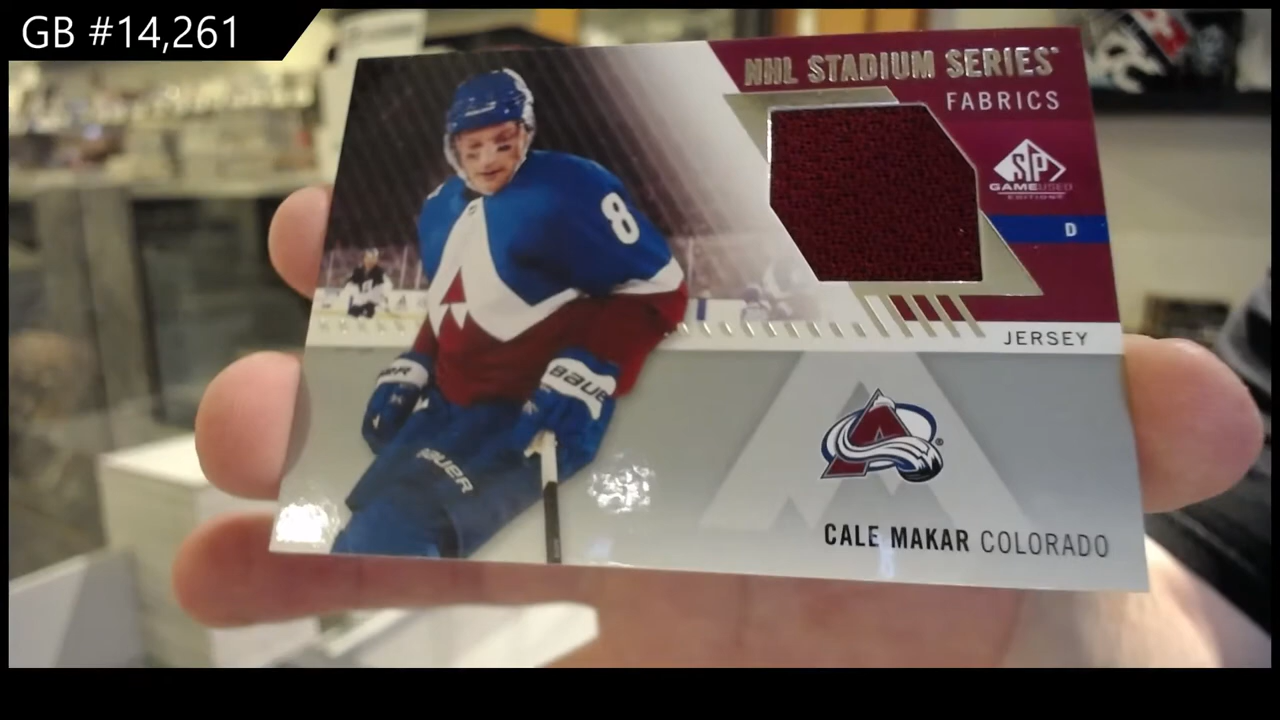 GB #14,261
NHL STADIUM SERIES
FABRICS
SP
GAME USED
EDITION
D
8
JERSEY
BAUER
BAUER
A
®
CALE MAKAR COLORADO